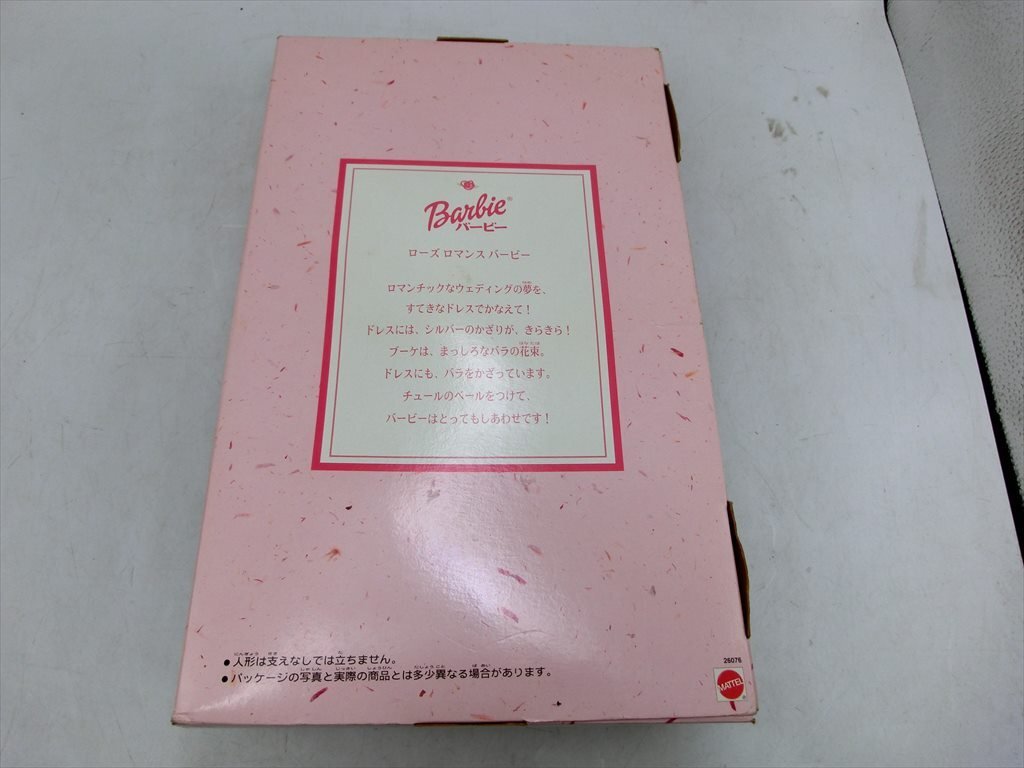 Barbie®
バービー
ローズ ロマンス バービー
ロマンチックなウェディングの夢を、
すてきなドレスでかなえて！
ドレスには、シルバーのかざりが、きらきら！
ブーケは、まっしろなバラの花束。
ドレスにも、バラをかざっています。
チュールのベールをつけて、
バービーはとってもしあわせです！
●人形は支えなしでは立ちません。
●パッケージの写真と実際の商品とは多少異なる場合があります。
26076
MATTEL